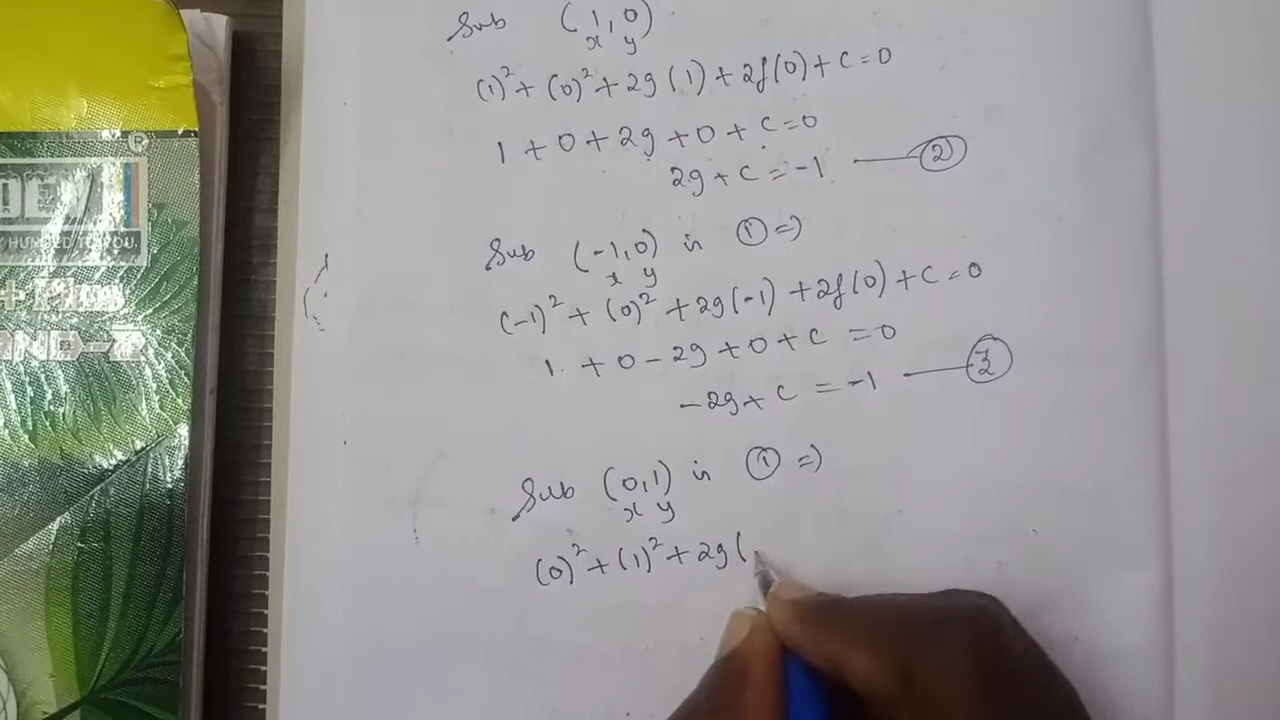 Sub (1, 0)
x y
(1)² + (0)² + 2g(1) + 2f(0) + c = 0
1 + 0 + 2g + 0 + c = 0
2g + c = -1 —— ②
Sub (-1, 0) in ① ⇒
x y
(-1)² + (0)² + 2g(-1) + 2f(0) + c = 0
1 + 0 - 2g + 0 + c = 0
-2g + c = -1 —— ③
Sub (0, 1) in ① ⇒
x y
(0)² + (1)² + 2g(